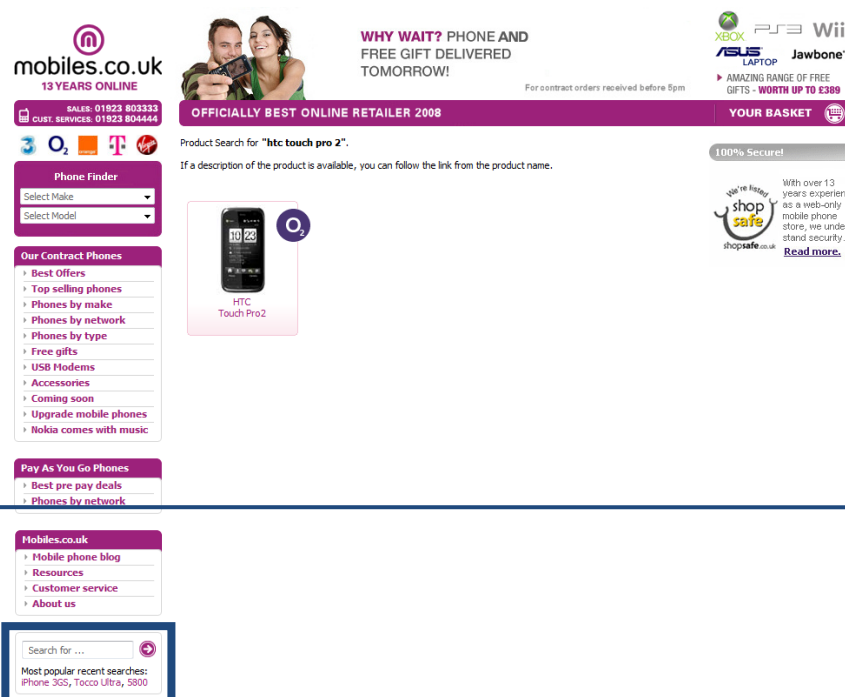 mobiles.co.uk
13 YEARS ONLINE
WHY WAIT? PHONE AND
FREE GIFT DELIVERED
TOMORROW!
For contract orders received before 5pm
XBOX PS3 Wii
ASUS LAPTOP Jawbone
AMAZING RANGE OF FREE
GIFTS - WORTH UP TO £389
SALES: 01923 803333
CUST. SERVICES: 01923 804444
OFFICIALLY BEST ONLINE RETAILER 2008
YOUR BASKET
3 O2 orange T Virgin
Product Search for "htc touch pro 2".
If a description of the product is available, you can follow the link from the product name.
100% Secure!
We're listed
shop
safe
shopsafe.co.uk
With over 13
years experien
as a web-only
mobile phone
store, we unde
stand security.
Read more.
Phone Finder
Select Make
Select Model
10 23
O2
HTC
Touch Pro2
Our Contract Phones
Best Offers
Top selling phones
Phones by make
Phones by network
Phones by type
Free gifts
USB Modems
Accessories
Coming soon
Upgrade mobile phones
Nokia comes with music
Pay As You Go Phones
Best pre pay deals
Phones by network
Mobiles.co.uk
Mobile phone blog
Resources
Customer service
About us
Search for ...
Most popular recent searches:
iPhone 3GS, Tocco Ultra, 5800